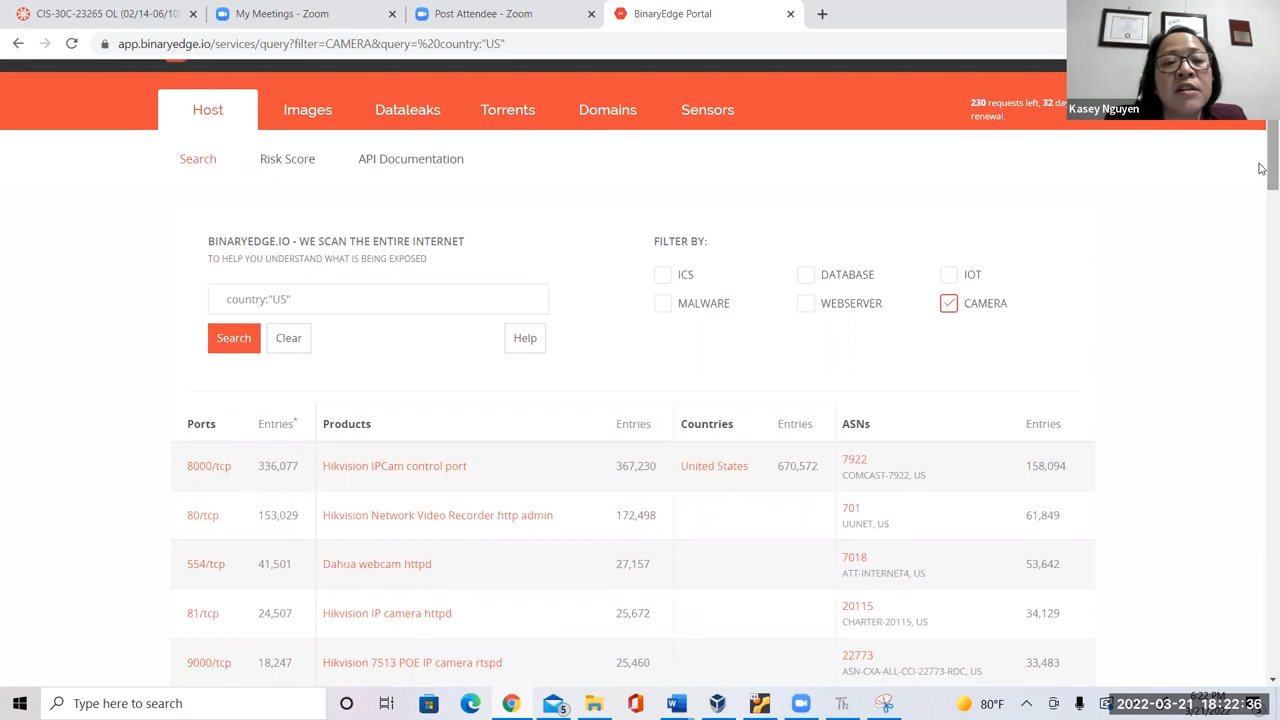 CIS-30C-23265 OL (02/14-06/10)
My Meetings - Zoom
Post Attendee - Zoom
BinaryEdge Portal
app.binaryedge.io/services/query?filter=CAMERA&query=%20country:"US"
Kasey Nguyen
Host
Images
Dataleaks
Torrents
Domains
Sensors
230 requests left, 32
renewal.
Search
Risk Score
API Documentation
BINARYEDGE.IO - WE SCAN THE ENTIRE INTERNET
TO HELP YOU UNDERSTAND WHAT IS BEING EXPOSED
country:"US"
Search
Clear
Help
FILTER BY:
ICS
DATABASE
IOT
MALWARE
WEBSERVER
CAMERA
Ports Entries* Products Entries Countries Entries ASNs Entries
8000/tcp 336,077 Hikvision IPCam control port 367,230 United States 670,572 7922 158,094
COMCAST-7922, US
80/tcp 153,029 Hikvision Network Video Recorder http admin 172,498 701 61,849
UUNET, US
554/tcp 41,501 Dahua webcam httpd 27,157 7018 53,642
ATT-INTERNET4, US
81/tcp 24,507 Hikvision IP camera httpd 25,672 20115 34,129
CHARTER-20115, US
9000/tcp 18,247 Hikvision 7513 POE IP camera rtspd 25,460 22773 33,483
ASN-CXA-ALL-CCI-22773-RDC, US
Type here to search
5
80°F
6:22 PM
2022-03-21 18:22:36